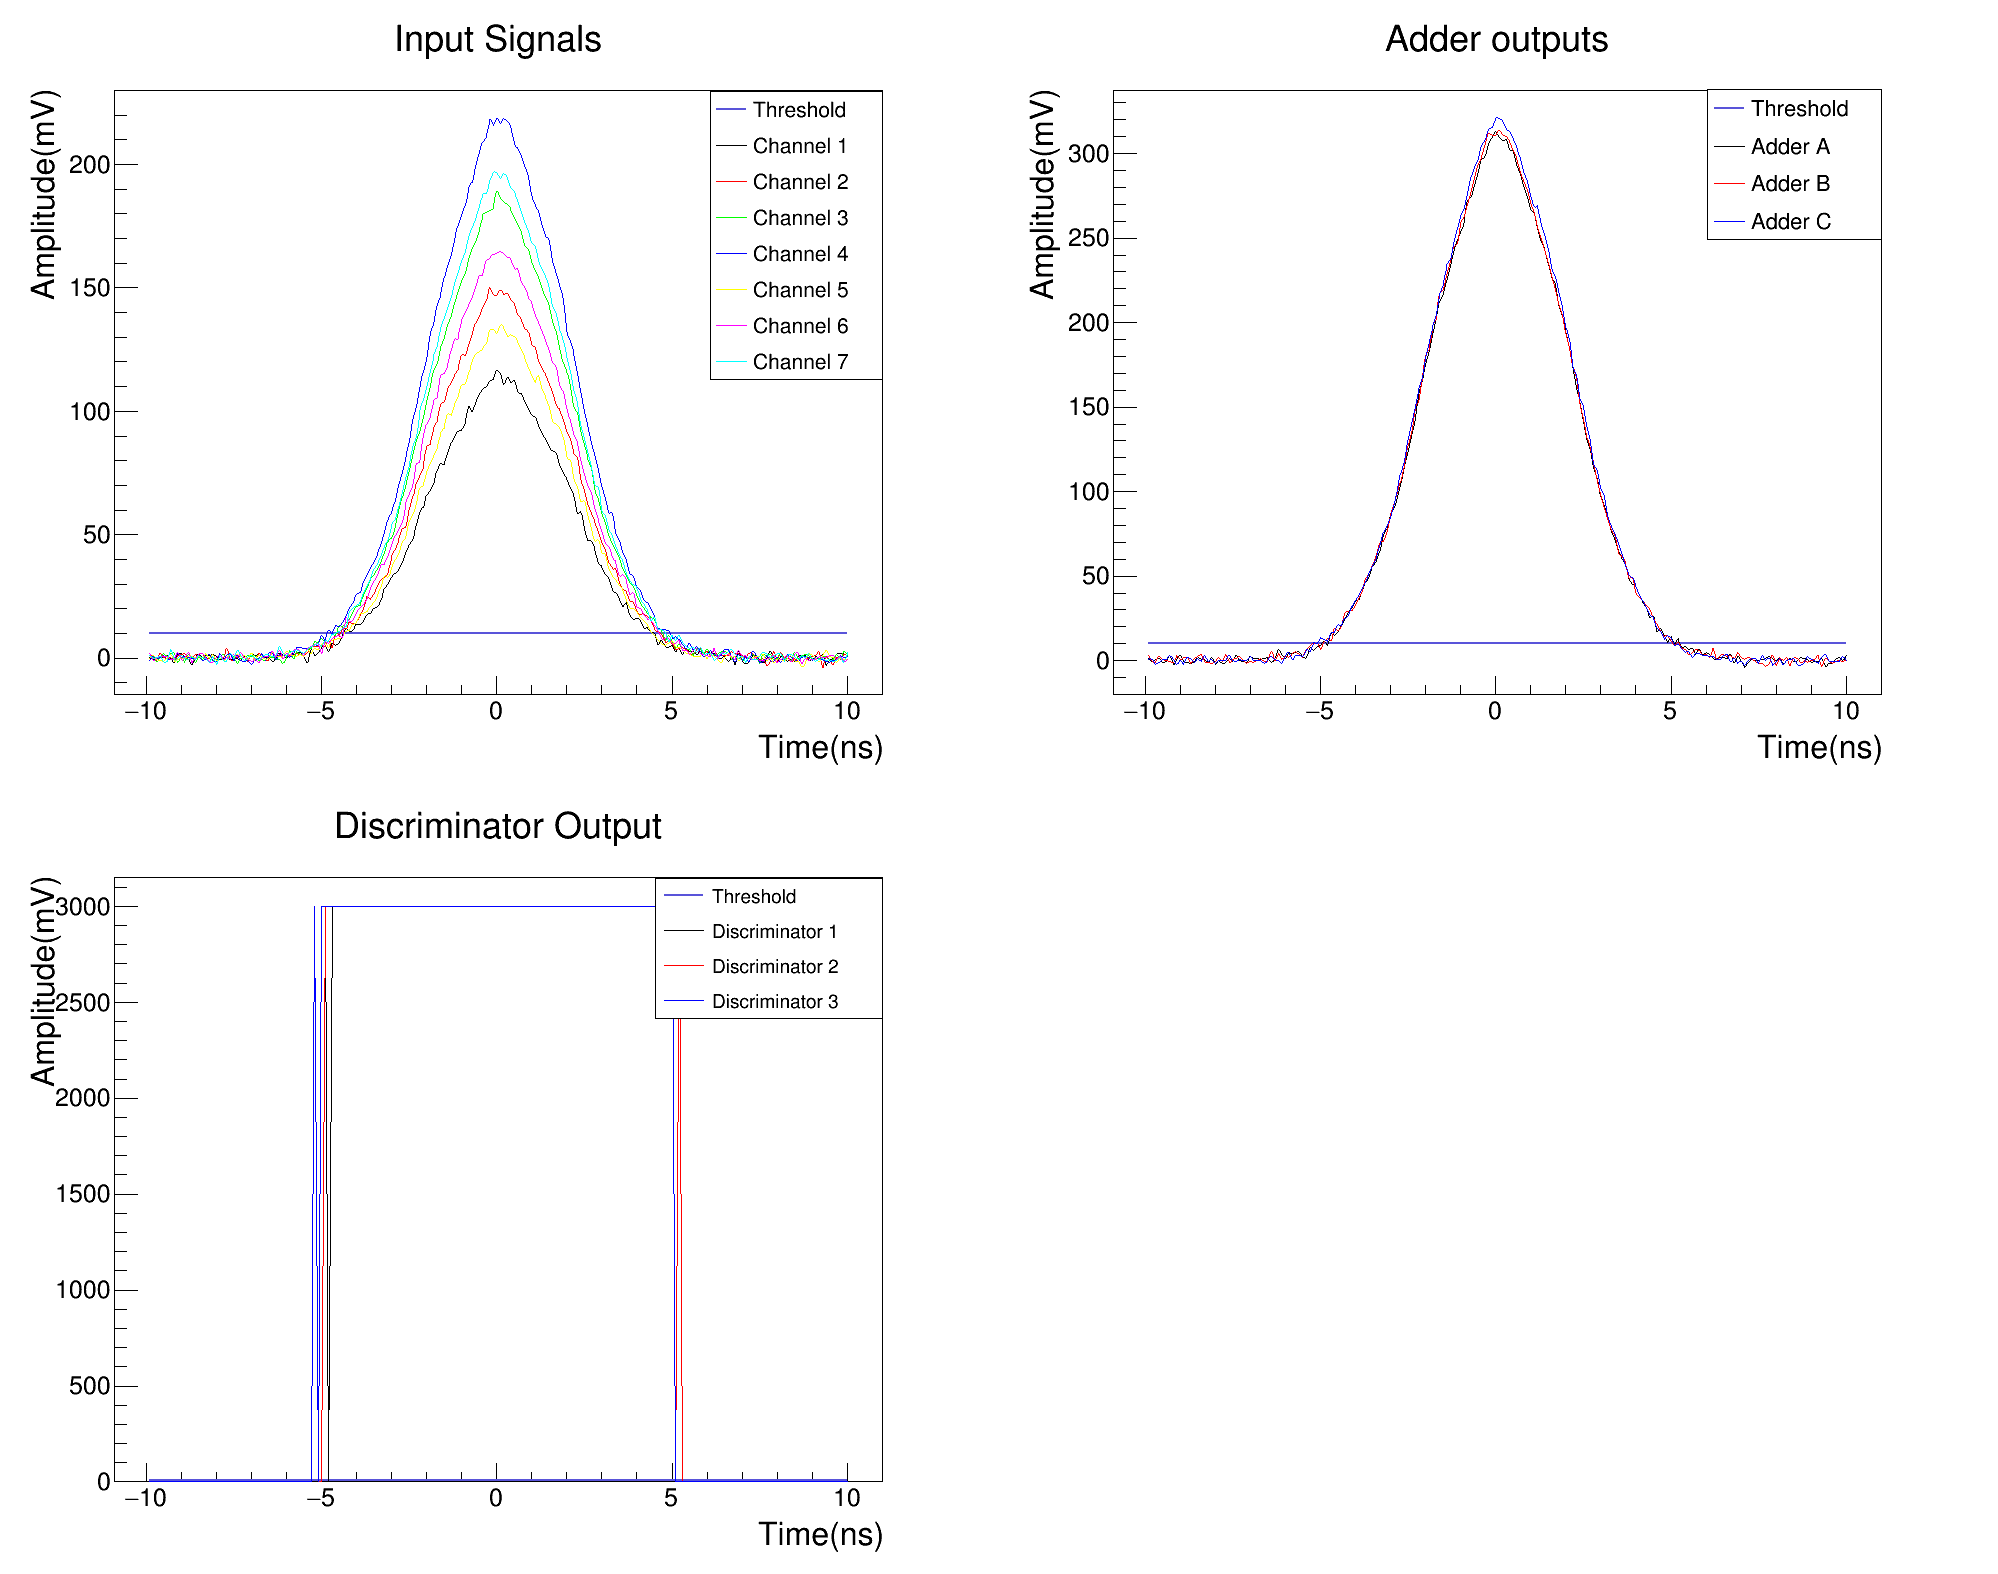 Input Signals
Amplitude(mV)
200
150
100
50
0
−10
−5
0
5
10
Time(ns)
Threshold
Channel 1
Channel 2
Channel 3
Channel 4
Channel 5
Channel 6
Channel 7
Adder outputs
Amplitude(mV)
300
250
200
150
100
50
0
−10
−5
0
5
10
Time(ns)
Threshold
Adder A
Adder B
Adder C
Discriminator Output
Amplitude(mV)
3000
2500
2000
1500
1000
500
0
−10
−5
0
5
10
Time(ns)
Threshold
Discriminator 1
Discriminator 2
Discriminator 3